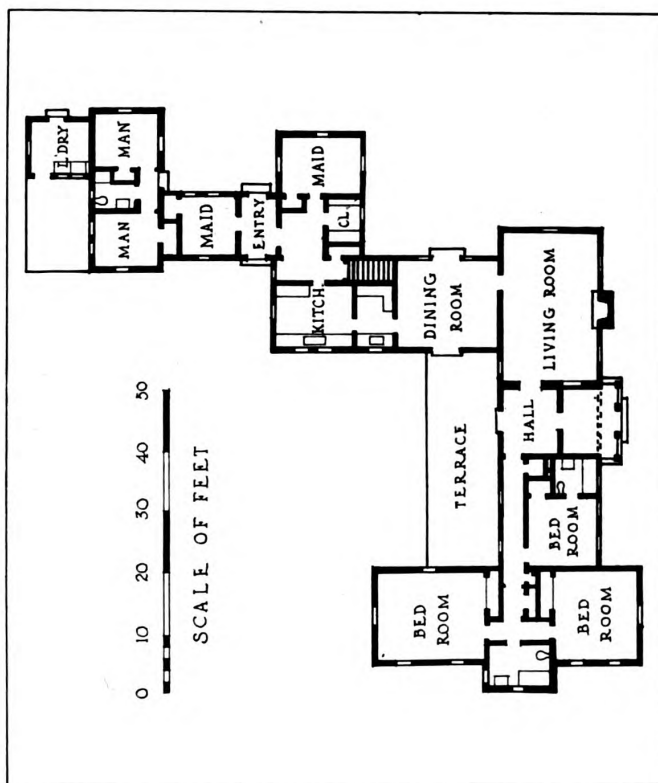 L'DRY
MAN
MAN
MAID
ENTRY
MAID
CL.
KITCH
DINING
ROOM
LIVING ROOM
HALL
TERRACE
BED
ROOM
BED
ROOM
BED
ROOM
0 10 20 30 40 50
SCALE OF FEET